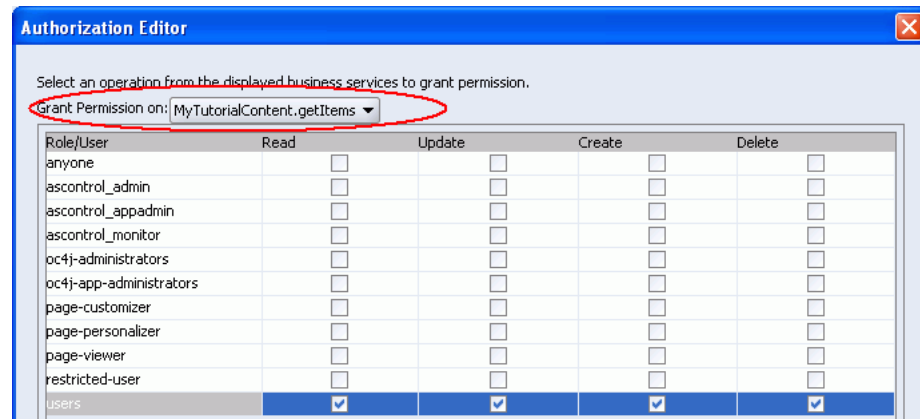 Authorization Editor
Select an operation from the displayed business services to grant permission.
Grant Permission on: MyTutorialContent.getItems
Role/User Read Update Create Delete
anyone
ascontrol_admin
ascontrol_appadmin
ascontrol_monitor
oc4j-administrators
oc4j-app-administrators
page-customizer
page-personalizer
page-viewer
restricted-user
users